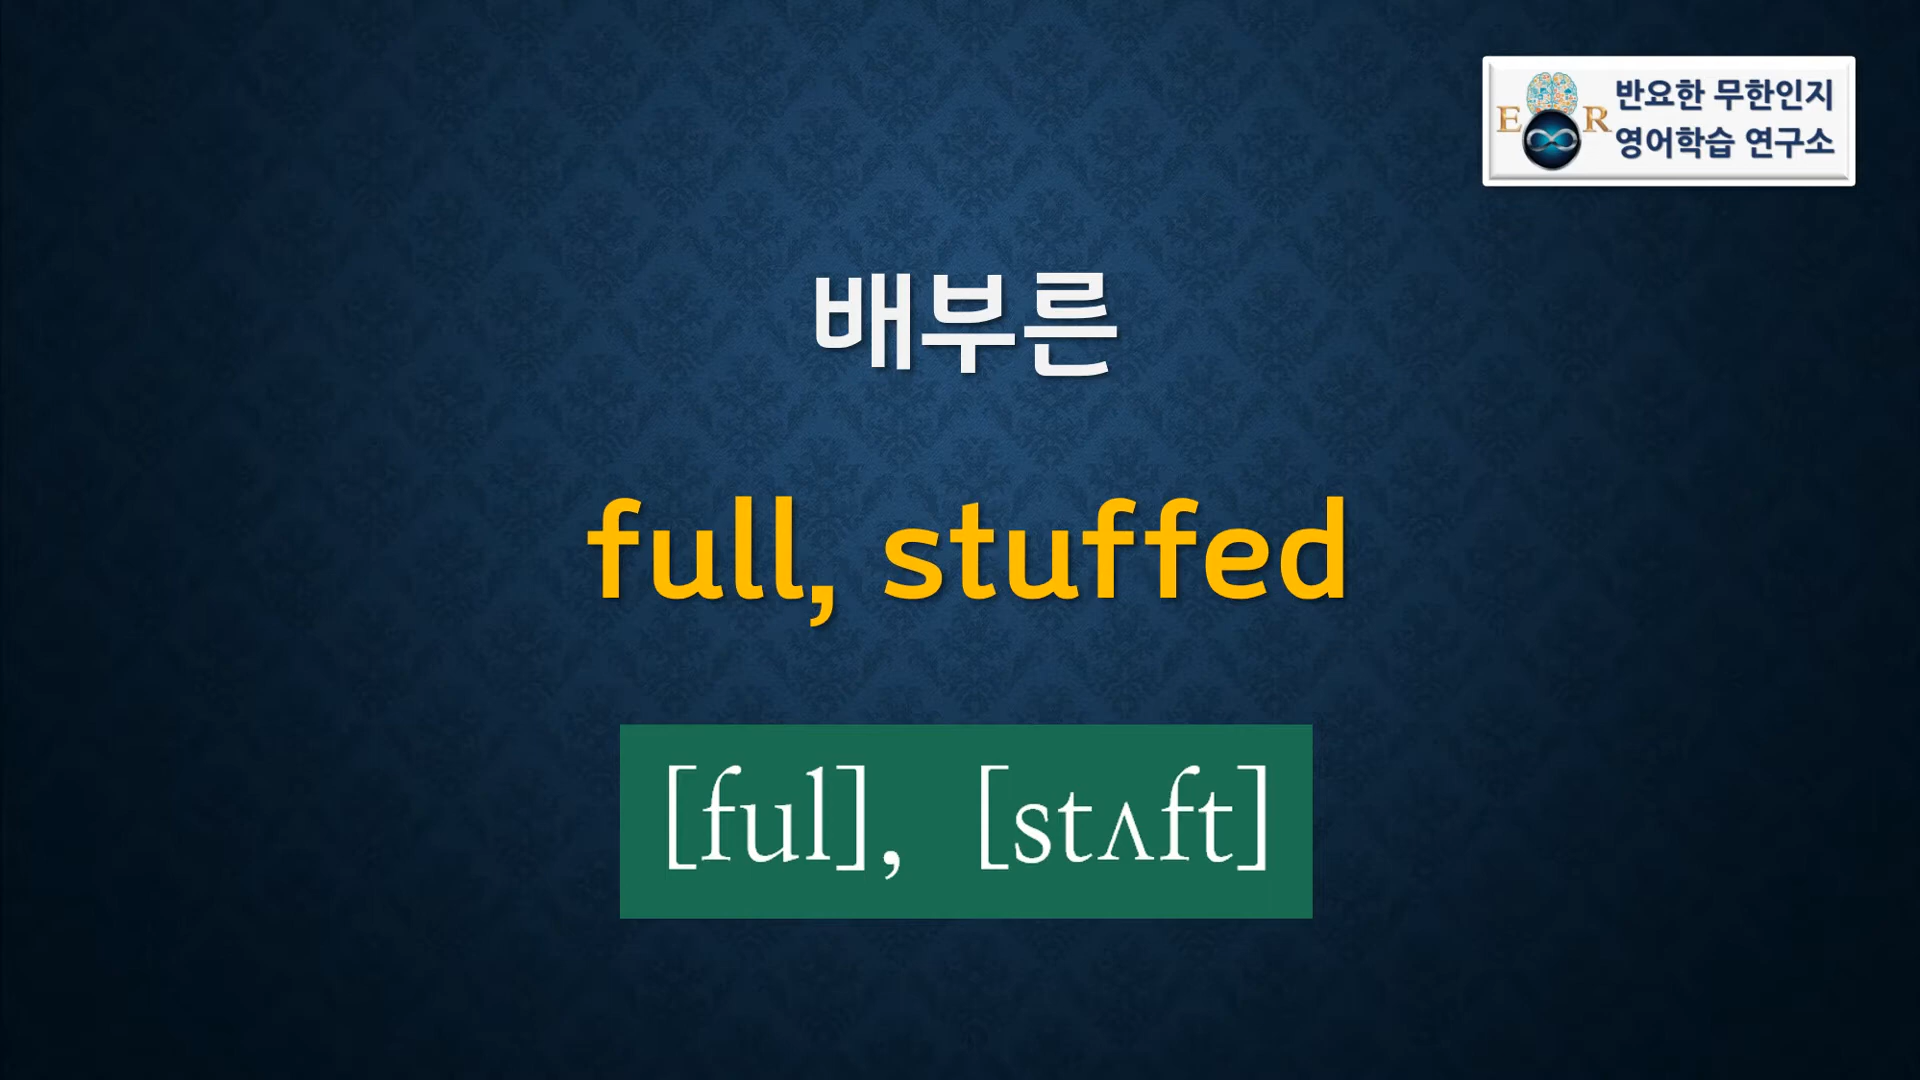 E R
반요한 무한인지
영어학습 연구소
배부른
full, stuffed
[ful], [stʌft]